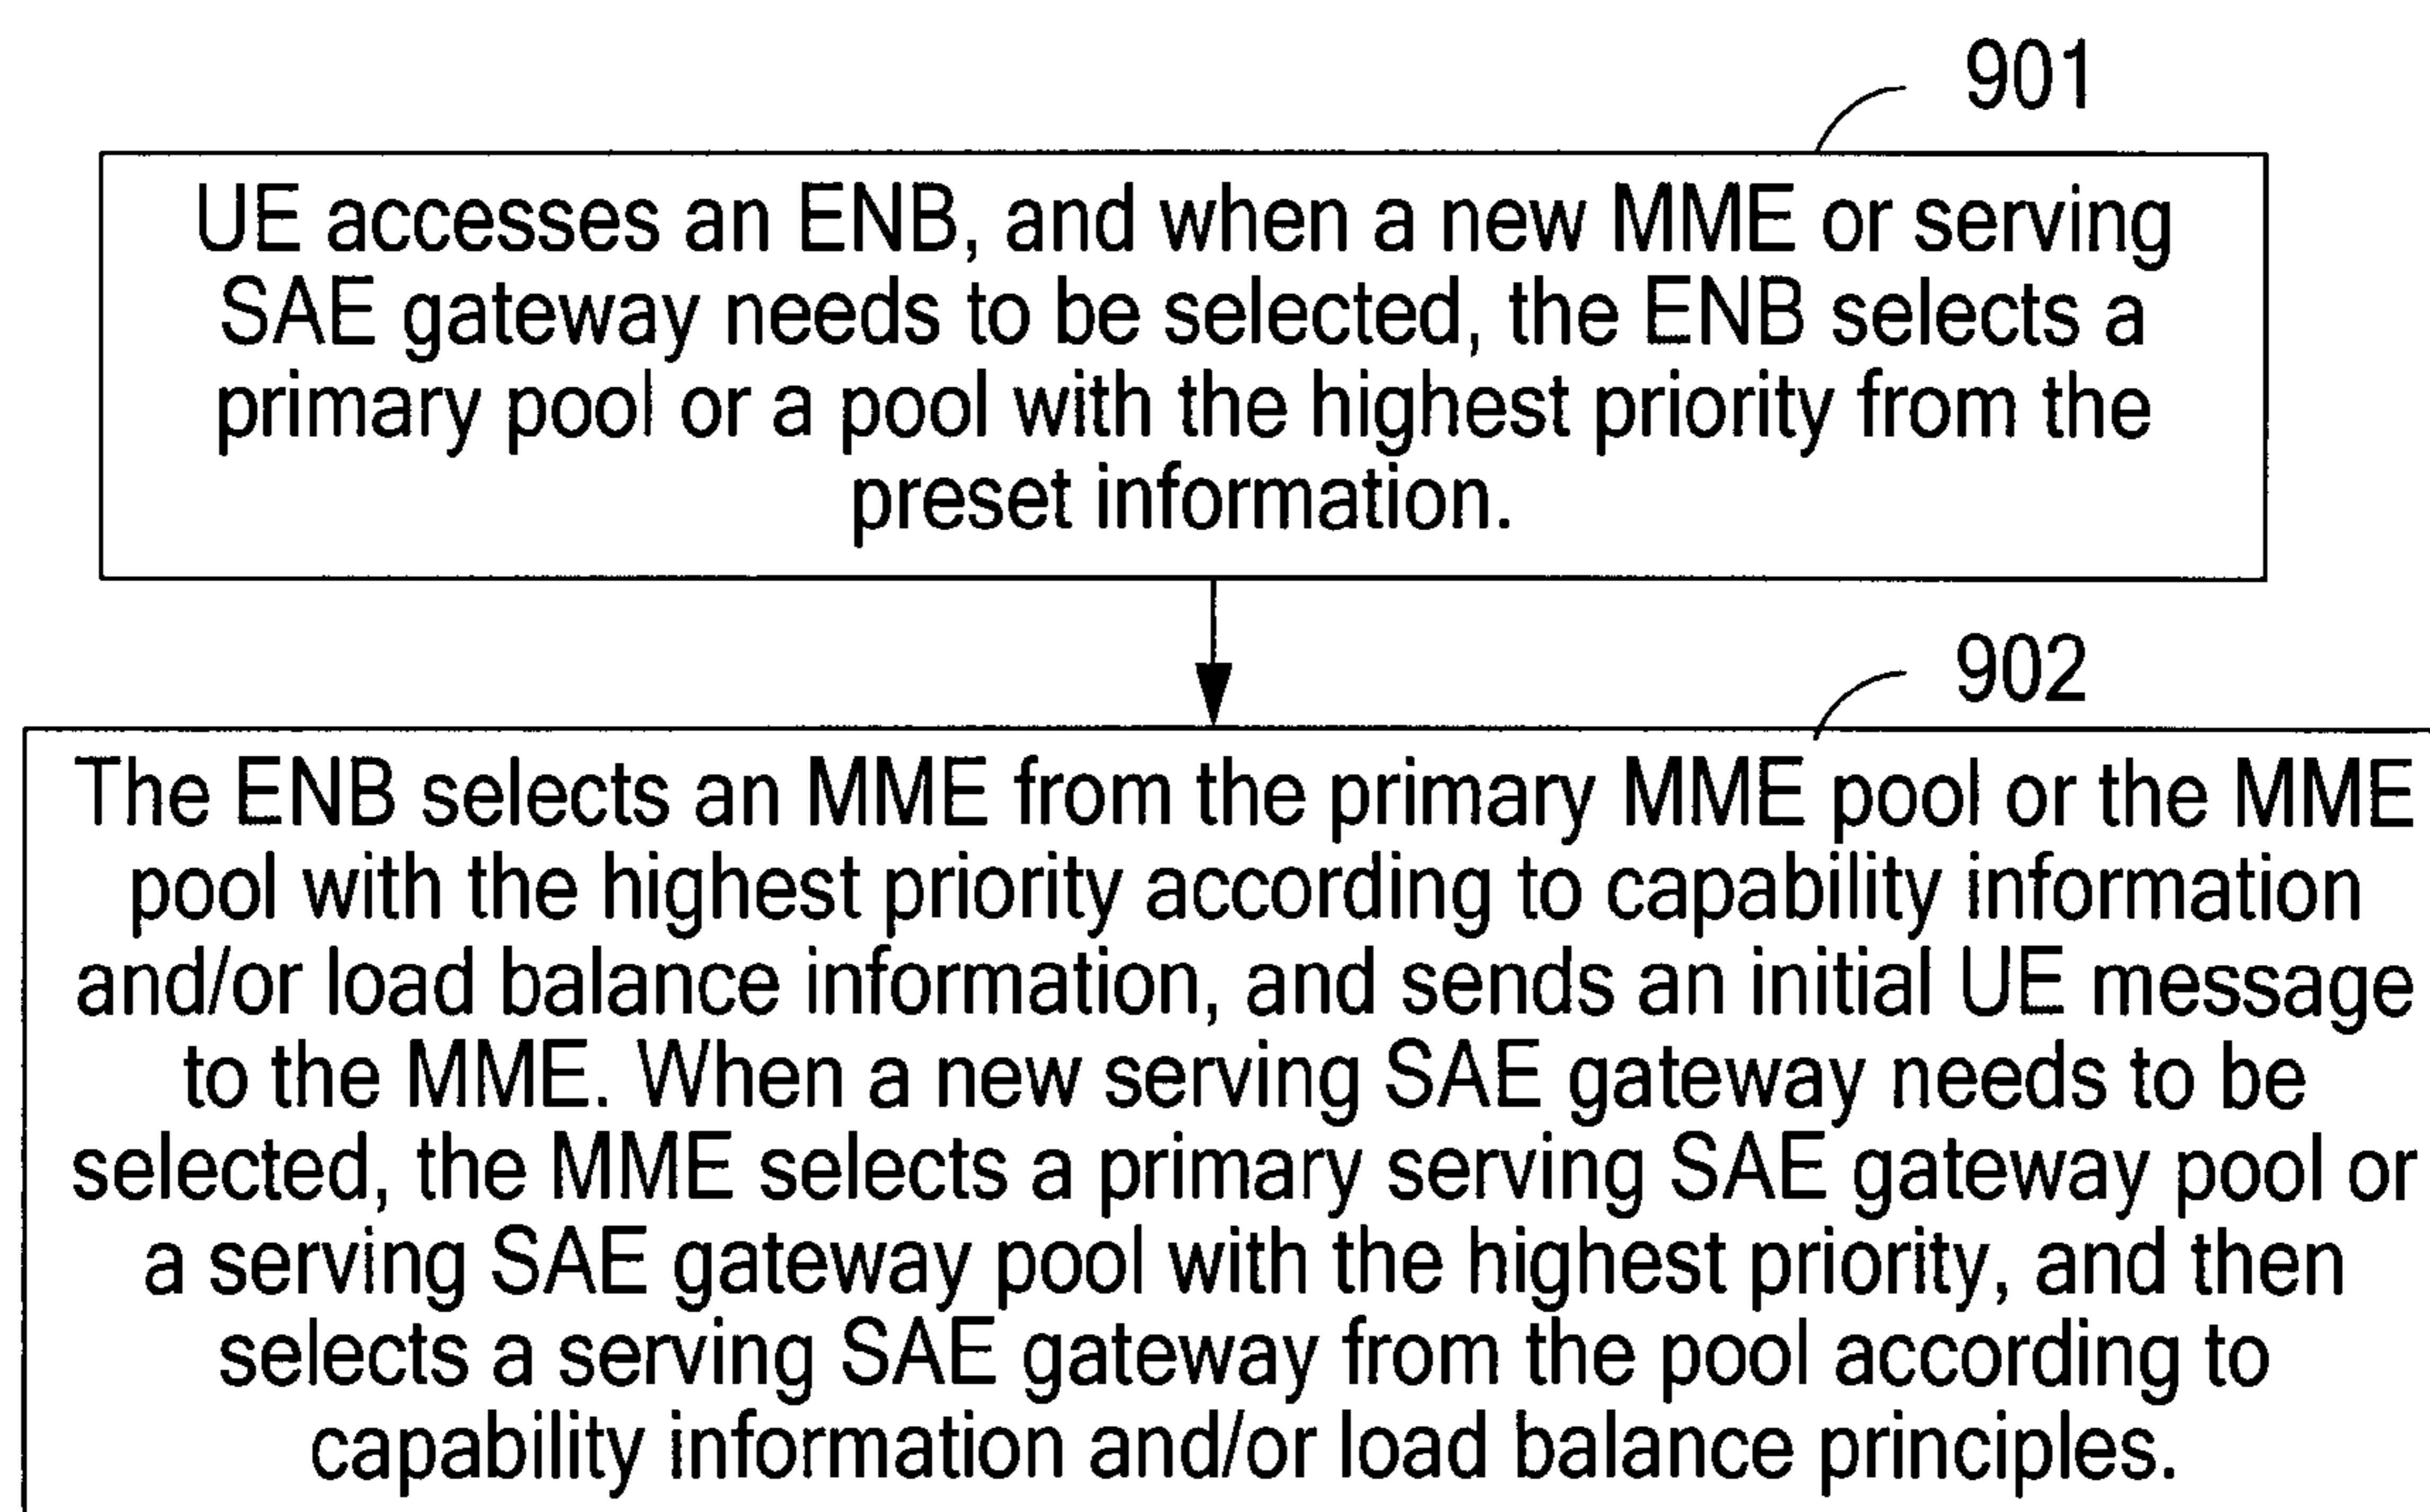 901
UE accesses an ENB, and when a new MME or serving
SAE gateway needs to be selected, the ENB selects a
primary pool or a pool with the highest priority from the
preset information.
902
The ENB selects an MME from the primary MME pool or the MME
pool with the highest priority according to capability information
and/or load balance information, and sends an initial UE message
to the MME. When a new serving SAE gateway needs to be
selected, the MME selects a primary serving SAE gateway pool or
a serving SAE gateway pool with the highest priority, and then
selects a serving SAE gateway from the pool according to
capability information and/or load balance principles.